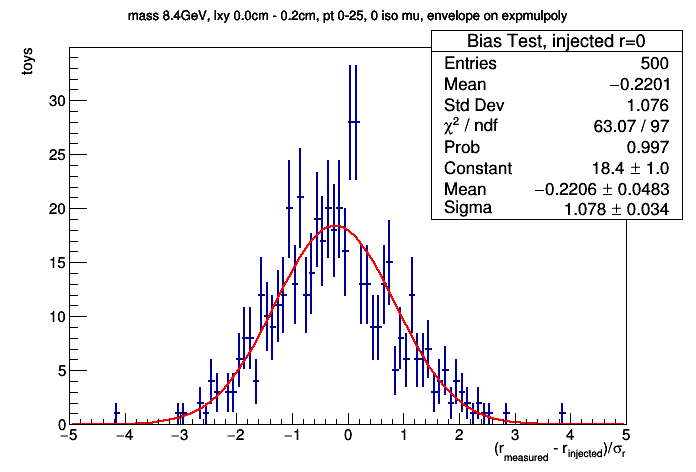 mass 8.4GeV, lxy 0.0cm - 0.2cm, pt 0-25, 0 iso mu, envelope on expmulpoly
Bias Test, injected r=0
Entries 500
Mean −0.2201
Std Dev 1.076
χ² / ndf 63.07 / 97
Prob 0.997
Constant 18.4 ± 1.0
Mean −0.2206 ± 0.0483
Sigma 1.078 ± 0.034
toys
30
25
20
15
10
5
0
−5 −4 −3 −2 −1 0 1 2 3 4 5
(r_measured - r_injected)/σ_r